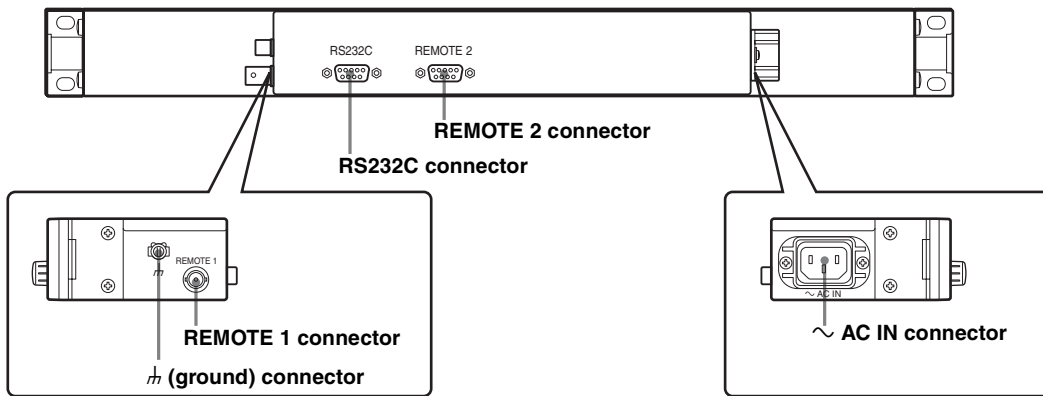 RS232C
REMOTE 2
REMOTE 2 connector
RS232C connector
REMOTE 1
REMOTE 1 connector
(ground) connector
∼ AC IN
∼ AC IN connector